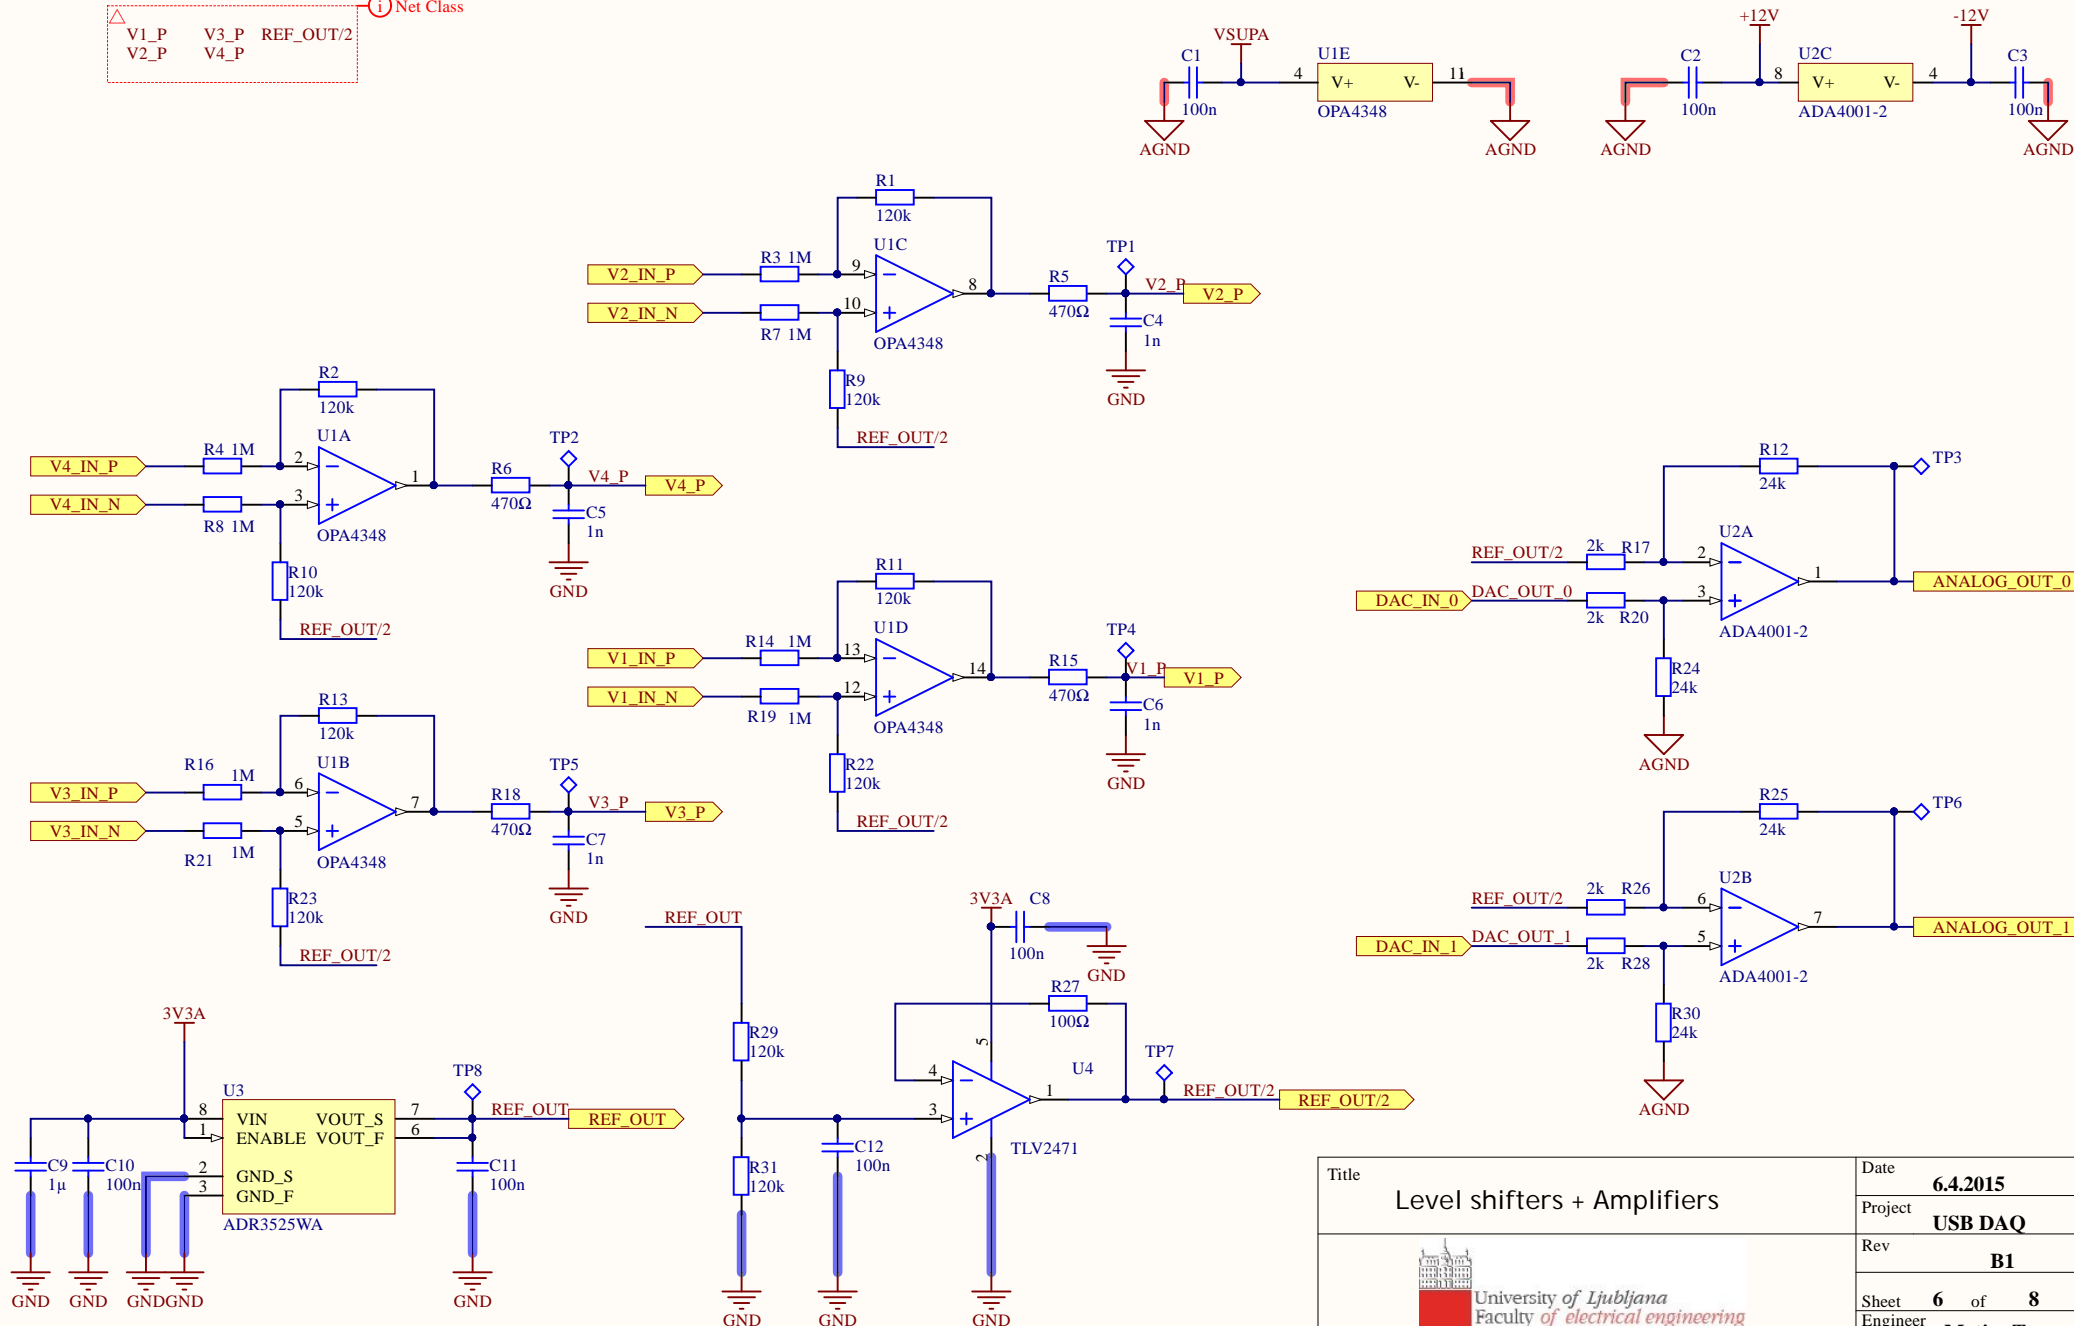 Net Class
V1_P V3_P REF_OUT/2
V2_P V4_P
VSUPA
+12V
-12V
C1
100n
AGND
4
U1E
V+ V-
OPA4348
11
AGND
C2
100n
AGND
8
U2C
V+ V-
ADA4001-2
4
C3
100n
AGND
R1
120k
V2_IN_P
R3 1M
9
U1C
V2_IN_N
R7 1M
10
OPA4348
8
R5
470Ω
TP1
V2_P
V2_P
C4
1n
GND
R9
120k
REF_OUT/2
R2
120k
V4_IN_P
R4 1M
2
U1A
V4_IN_N
R8 1M
3
OPA4348
1
R6
470Ω
TP2
V4_P
V4_P
C5
1n
GND
R10
120k
REF_OUT/2
R11
120k
V1_IN_P
R14 1M
13
U1D
V1_IN_N
R19 1M
12
OPA4348
14
R15
470Ω
TP4
V1_P
V1_P
C6
1n
GND
R22
120k
REF_OUT/2
R13
120k
V3_IN_P
R16 1M
6
U1B
V3_IN_N
R21 1M
5
OPA4348
7
R18
470Ω
TP5
V3_P
V3_P
C7
1n
GND
R23
120k
REF_OUT/2
R12
24k
TP3
REF_OUT/2
2k R17
2
U2A
DAC_IN_0
DAC_OUT_0
2k R20
3
ADA4001-2
1
ANALOG_OUT_0
R24
24k
AGND
R25
24k
TP6
REF_OUT/2
2k R26
6
U2B
DAC_IN_1
DAC_OUT_1
2k R28
5
ADA4001-2
7
ANALOG_OUT_1
R30
24k
AGND
3V3A
U3
8 VIN VOUT_S 7
1 ENABLE VOUT_F 6
2 GND_S
3 GND_F
ADR3525WA
C9
1µ
C10
100n
TP8
REF_OUT
REF_OUT
C11
100n
GND
GND
GND
GND
GND
REF_OUT
R29
120k
R31
120k
GND
C12
100n
GND
3V3A
C8
100n
GND
R27
100Ω
5
4
3
2
1
U4
TLV2471
GND
TP7
REF_OUT/2
REF_OUT/2
Title
Level shifters + Amplifiers
Date
6.4.2015
Project
USB DAQ
Rev
B1
Sheet 6 of 8
Engineer
University of Ljubljana
Faculty of electrical engineering